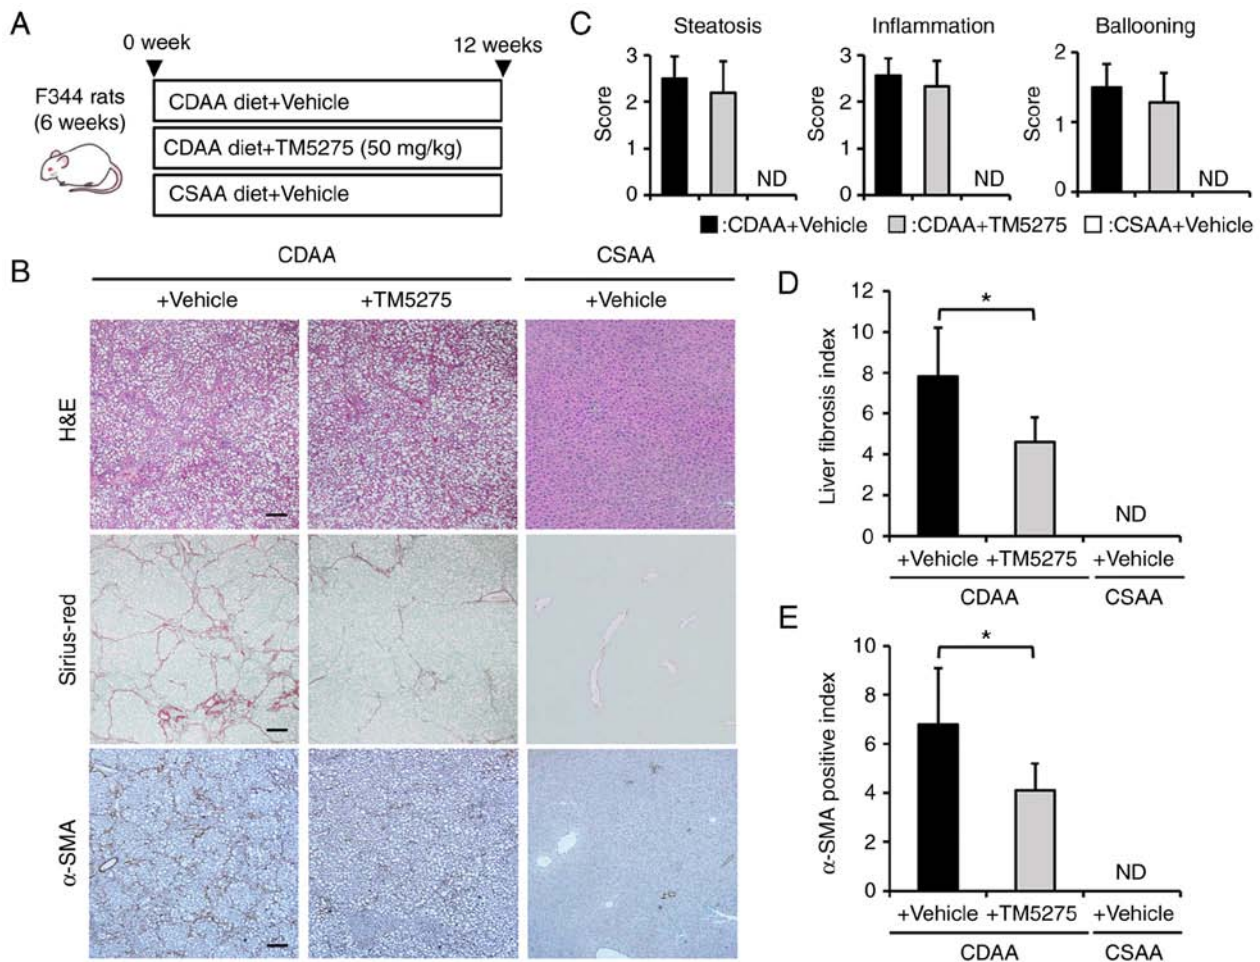 A
0 week
12 weeks
F344 rats
(6 weeks)
CDAA diet+Vehicle
CDAA diet+TM5275 (50 mg/kg)
CSAA diet+Vehicle
B
CDAA
CSAA
+Vehicle
+TM5275
+Vehicle
H&E
Sirius-red
α-SMA
C
Steatosis
Score
3
2
1
0
ND
Inflammation
Score
3
2
1
0
ND
Ballooning
Score
2
1
0
ND
:CDAA+Vehicle
:CDAA+TM5275
:CSAA+Vehicle
D
Liver fibrosis index
12
10
8
6
4
2
0
*
ND
+Vehicle +TM5275 +Vehicle
CDAA CSAA
E
α-SMA positive index
10
8
6
4
2
0
*
ND
+Vehicle +TM5275 +Vehicle
CDAA CSAA